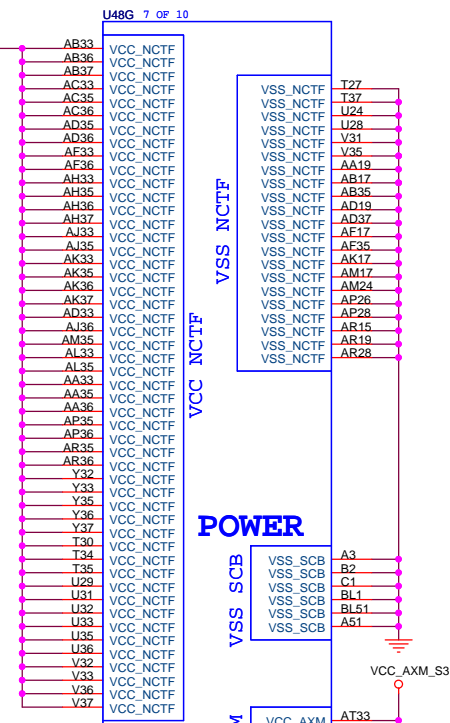 U48G 7 OF 10
AB33 VCC_NCTF
AB36 VCC_NCTF
AB37 VCC_NCTF
AC33 VCC_NCTF
AC35 VCC_NCTF
AC36 VCC_NCTF
AD35 VCC_NCTF
AD36 VCC_NCTF
AF33 VCC_NCTF
AF36 VCC_NCTF
AH33 VCC_NCTF
AH35 VCC_NCTF
AH36 VCC_NCTF
AH37 VCC_NCTF
AJ33 VCC_NCTF
AJ35 VCC_NCTF
AK33 VCC_NCTF
AK35 VCC_NCTF
AK36 VCC_NCTF
AK37 VCC_NCTF
AD33 VCC_NCTF
AJ36 VCC_NCTF
AM35 VCC_NCTF
AL33 VCC_NCTF
AL35 VCC_NCTF
AA33 VCC_NCTF
AA35 VCC_NCTF
AA36 VCC_NCTF
AP35 VCC_NCTF
AP36 VCC_NCTF
AR35 VCC_NCTF
AR36 VCC_NCTF
Y32 VCC_NCTF
Y33 VCC_NCTF
Y35 VCC_NCTF
Y36 VCC_NCTF
Y37 VCC_NCTF
T30 VCC_NCTF
T34 VCC_NCTF
T35 VCC_NCTF
U29 VCC_NCTF
U31 VCC_NCTF
U32 VCC_NCTF
U33 VCC_NCTF
U35 VCC_NCTF
U36 VCC_NCTF
V32 VCC_NCTF
V33 VCC_NCTF
V36 VCC_NCTF
V37 VCC_NCTF
VCC NCTF
VSS NCTF
VSS_NCTF T27
VSS_NCTF T37
VSS_NCTF U24
VSS_NCTF U28
VSS_NCTF V31
VSS_NCTF V35
VSS_NCTF AA19
VSS_NCTF AB17
VSS_NCTF AB35
VSS_NCTF AD19
VSS_NCTF AD37
VSS_NCTF AF17
VSS_NCTF AF35
VSS_NCTF AK17
VSS_NCTF AM17
VSS_NCTF AM24
VSS_NCTF AP26
VSS_NCTF AP28
VSS_NCTF AR15
VSS_NCTF AR19
VSS_NCTF AR28
POWER
VSS SCB
VSS_SCB A3
VSS_SCB B2
VSS_SCB C1
VSS_SCB BL1
VSS_SCB BL51
VSS_SCB A51
VCC_AXM_S3
VCC_AXM AT33